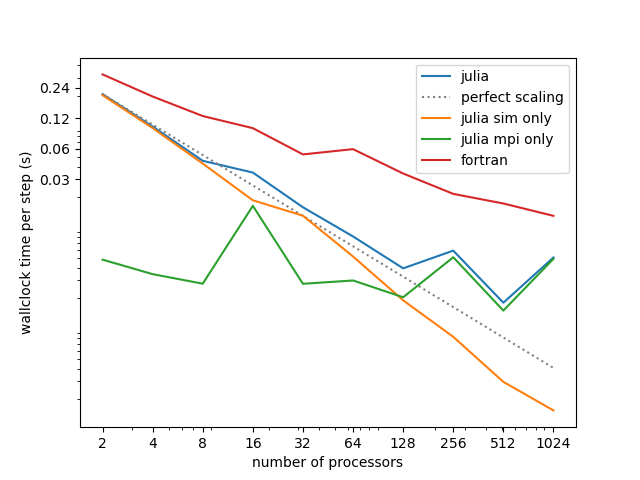 julia
perfect scaling
julia sim only
julia mpi only
fortran
0.24
0.12
0.06
0.03
wallclock time per step (s)
2 4 8 16 32 64 128 256 512 1024
number of processors